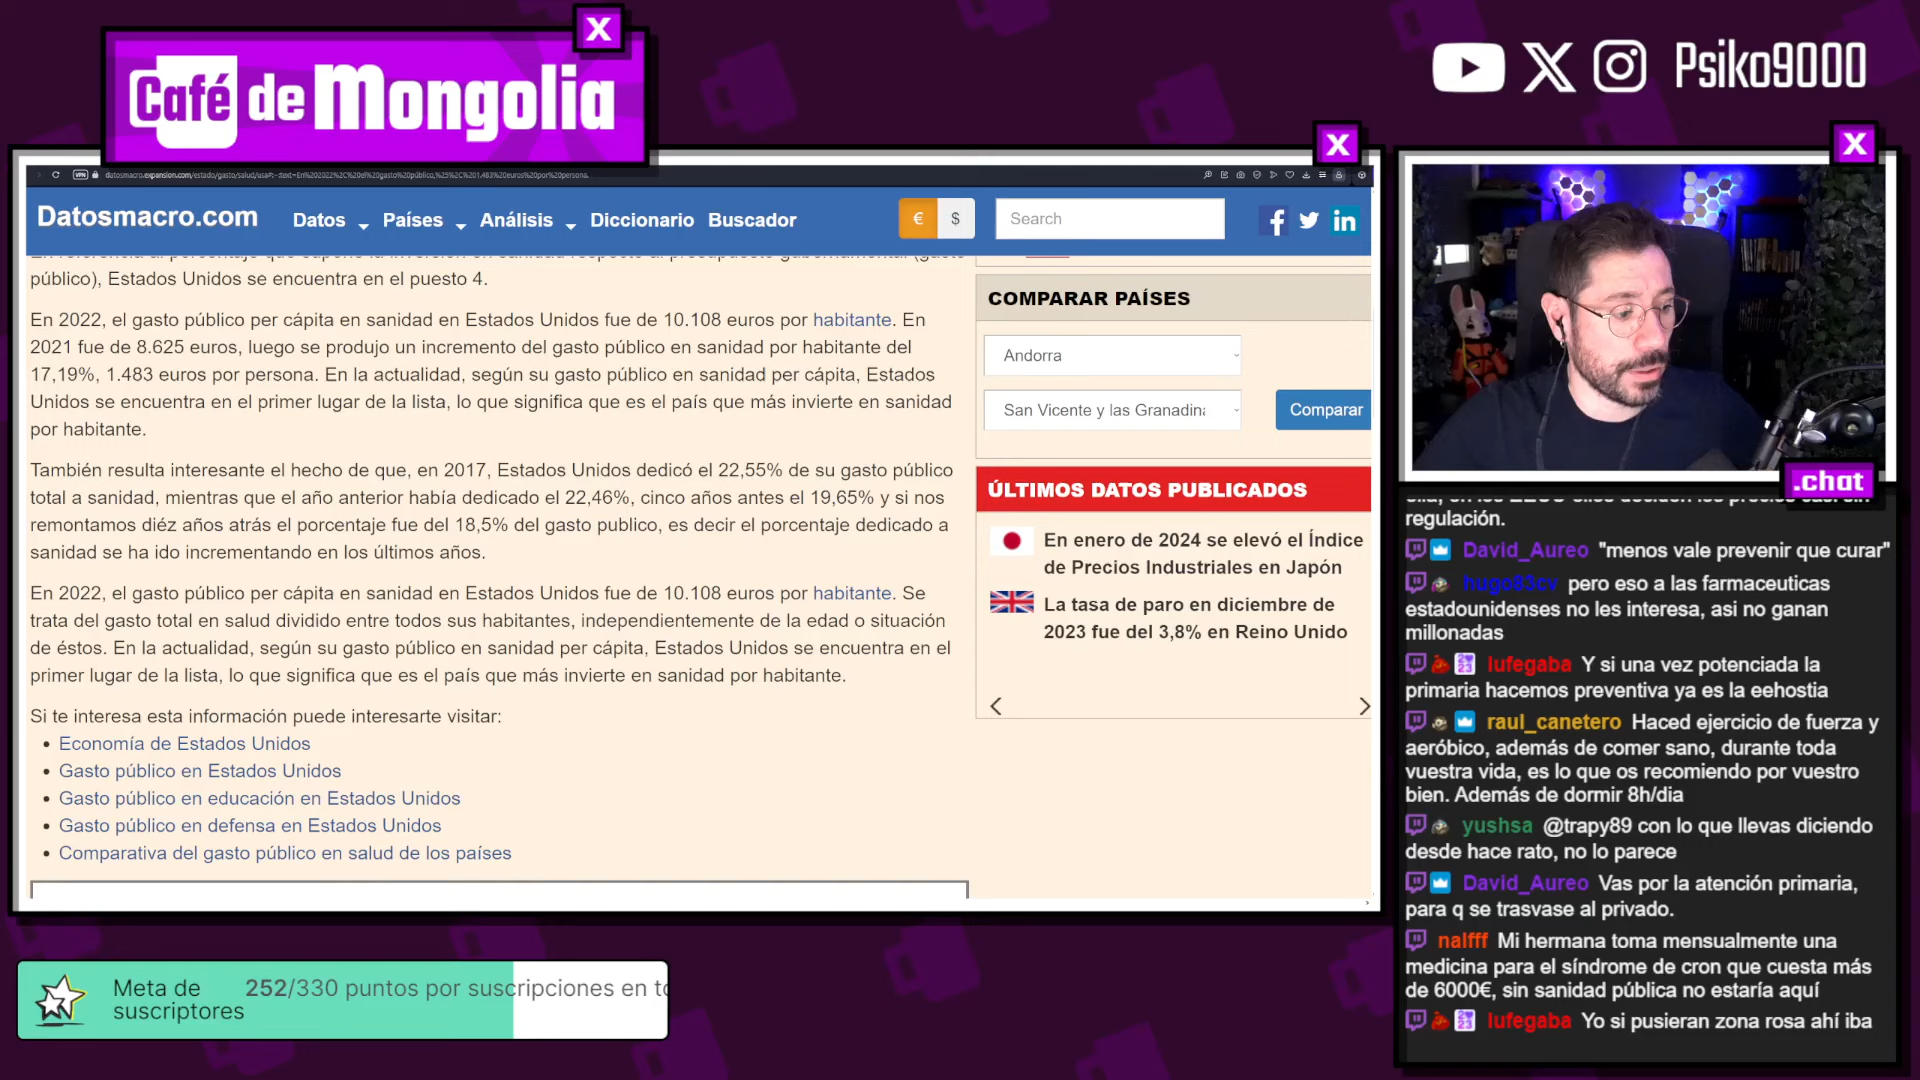 X
Café de Mongolia
Psiko9000
X
X
VPN
Datosmacro.com
Datos
Países
Análisis
Diccionario
Buscador
€
$
Search
público), Estados Unidos se encuentra en el puesto 4.
En 2022, el gasto público per cápita en sanidad en Estados Unidos fue de 10.108 euros por habitante. En
2021 fue de 8.625 euros, luego se produjo un incremento del gasto público en sanidad por habitante del
17,19%, 1.483 euros por persona. En la actualidad, según su gasto público en sanidad per cápita, Estados
Unidos se encuentra en el primer lugar de la lista, lo que significa que es el país que más invierte en sanidad
por habitante.
También resulta interesante el hecho de que, en 2017, Estados Unidos dedicó el 22,55% de su gasto público
total a sanidad, mientras que el año anterior había dedicado el 22,46%, cinco años antes el 19,65% y si nos
remontamos diéz años atrás el porcentaje fue del 18,5% del gasto publico, es decir el porcentaje dedicado a
sanidad se ha ido incrementando en los últimos años.
En 2022, el gasto público per cápita en sanidad en Estados Unidos fue de 10.108 euros por habitante. Se
trata del gasto total en salud dividido entre todos sus habitantes, independientemente de la edad o situación
de éstos. En la actualidad, según su gasto público en sanidad per cápita, Estados Unidos se encuentra en el
primer lugar de la lista, lo que significa que es el país que más invierte en sanidad por habitante.
Si te interesa esta información puede interesarte visitar:
Economía de Estados Unidos
Gasto público en Estados Unidos
Gasto público en educación en Estados Unidos
Gasto público en defensa en Estados Unidos
Comparativa del gasto público en salud de los países
COMPARAR PAÍSES
Andorra
San Vicente y las Granadina
Comparar
ÚLTIMOS DATOS PUBLICADOS
En enero de 2024 se elevó el Índice
de Precios Industriales en Japón
La tasa de paro en diciembre de
2023 fue del 3,8% en Reino Unido
.chat
regulación.
David_Aureo "menos vale prevenir que curar"
hugo83cv pero eso a las farmaceuticas
estadounidenses no les interesa, asi no ganan
millonadas
lufegaba Y si una vez potenciada la
primaria hacemos preventiva ya es la eehostia
raul_canetero Haced ejercicio de fuerza y
aeróbico, además de comer sano, durante toda
vuestra vida, es lo que os recomiendo por vuestro
bien. Además de dormir 8h/dia
yushsa @trapy89 con lo que llevas diciendo
desde hace rato, no lo parece
David_Aureo Vas por la atención primaria,
para q se trasvase al privado.
nalfff Mi hermana toma mensualmente una
medicina para el síndrome de cron que cuesta más
de 6000€, sin sanidad pública no estaría aquí
lufegaba Yo si pusieran zona rosa ahí iba
Meta de
suscriptores
252/330 puntos por suscripciones en to